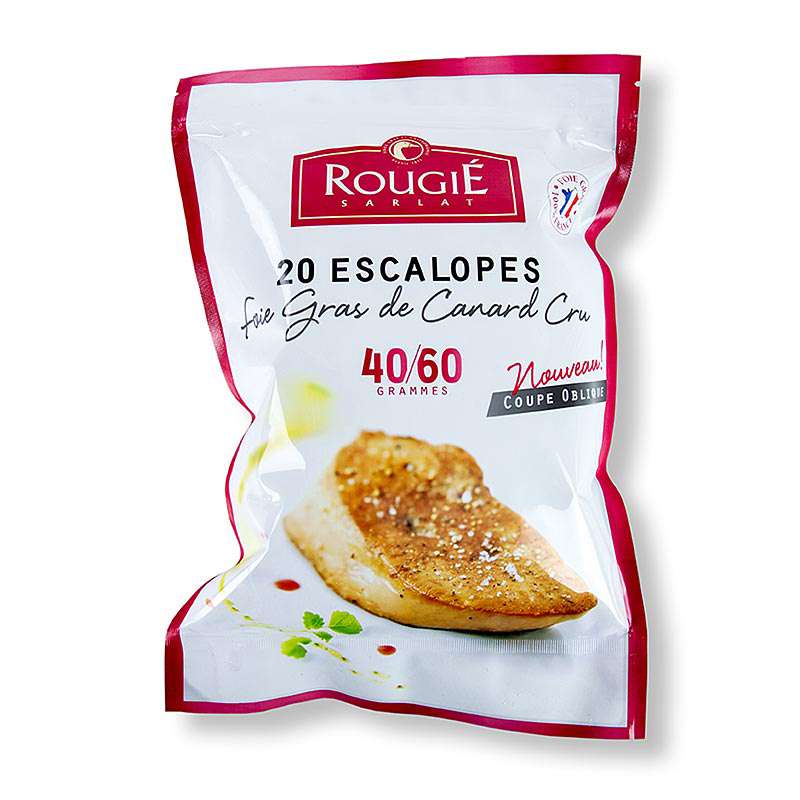 ROUGIÉ
SARLAT
20 ESCALOPES
foie Gras de Canard Cru
40/60
GRAMMES
Nouveau!
COUPE OBLIQUE